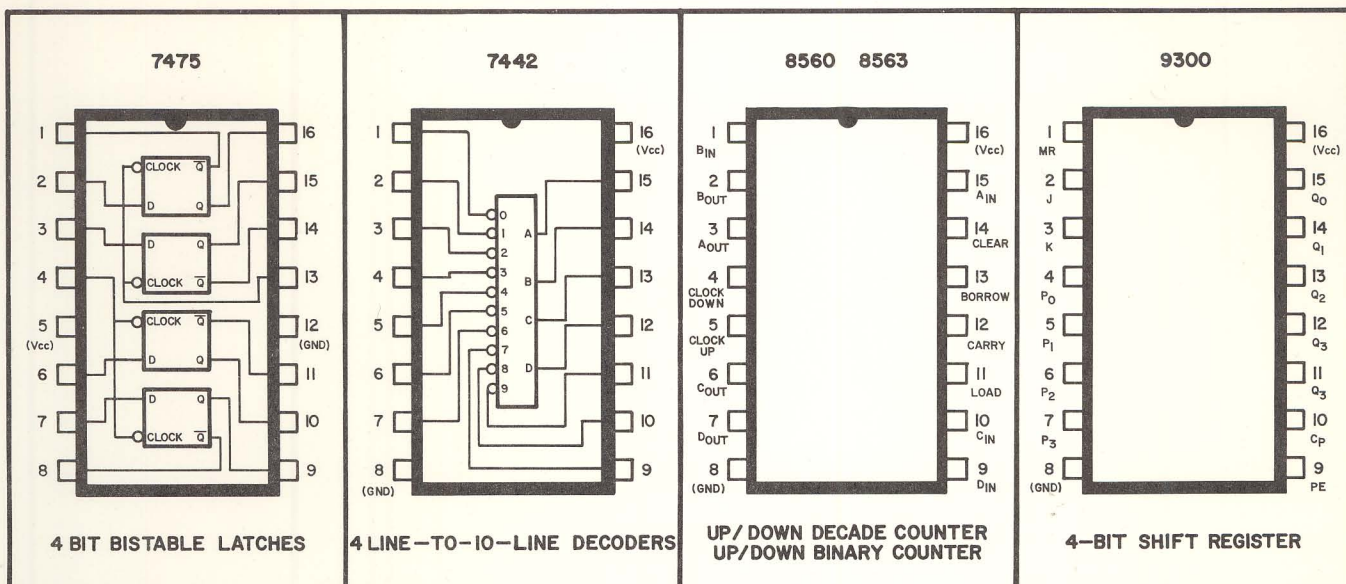 7475
1
2
3
4
5
(Vcc)
6
7
8
16
15
14
13
12
(GND)
11
10
9
CLOCK Q̅
D Q
D Q
CLOCK Q̅
CLOCK Q̅
D Q
D Q
CLOCK Q̅
4 BIT BISTABLE LATCHES
7442
1
2
3
4
5
6
7
8
(GND)
16
(Vcc)
15
14
13
12
11
10
9
0
1
2
3
4
5
6
7
8
9
A
B
C
D
4 LINE-TO-10-LINE DECODERS
8560 8563
1
BIN
2
BOUT
3
AOUT
4
CLOCK
DOWN
5
CLOCK
UP
6
COUT
7
DOUT
8
(GND)
16
(Vcc)
15
AIN
14
CLEAR
13
BORROW
12
CARRY
11
LOAD
10
CIN
9
DIN
UP/DOWN DECADE COUNTER
UP/DOWN BINARY COUNTER
9300
1
MR
2
J
3
K
4
P0
5
P1
6
P2
7
P3
8
(GND)
16
(Vcc)
15
Q0
14
Q1
13
Q2
12
Q3
11
Q3
10
CP
9
PE
4-BIT SHIFT REGISTER